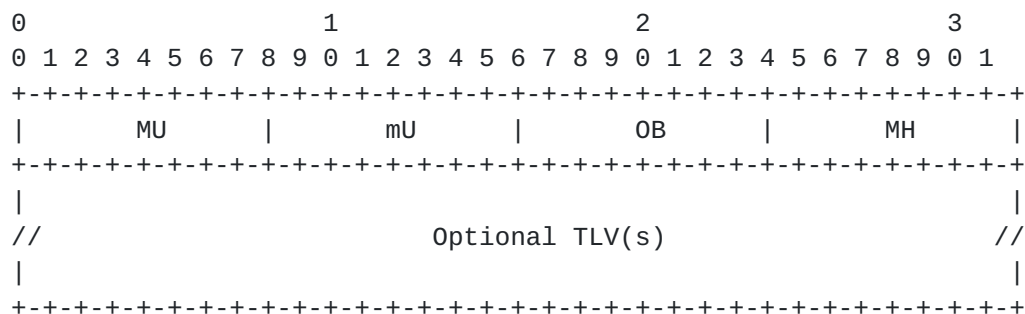 0                   1                   2                   3
0 1 2 3 4 5 6 7 8 9 0 1 2 3 4 5 6 7 8 9 0 1 2 3 4 5 6 7 8 9 0 1
+-+-+-+-+-+-+-+-+-+-+-+-+-+-+-+-+-+-+-+-+-+-+-+-+-+-+-+-+-+-+-+-+
|       MU      |       mU      |       OB      |       MH      |
+-+-+-+-+-+-+-+-+-+-+-+-+-+-+-+-+-+-+-+-+-+-+-+-+-+-+-+-+-+-+-+-+
|                                                               |
//                         Optional TLV(s)                     //
|                                                               |
+-+-+-+-+-+-+-+-+-+-+-+-+-+-+-+-+-+-+-+-+-+-+-+-+-+-+-+-+-+-+-+-+